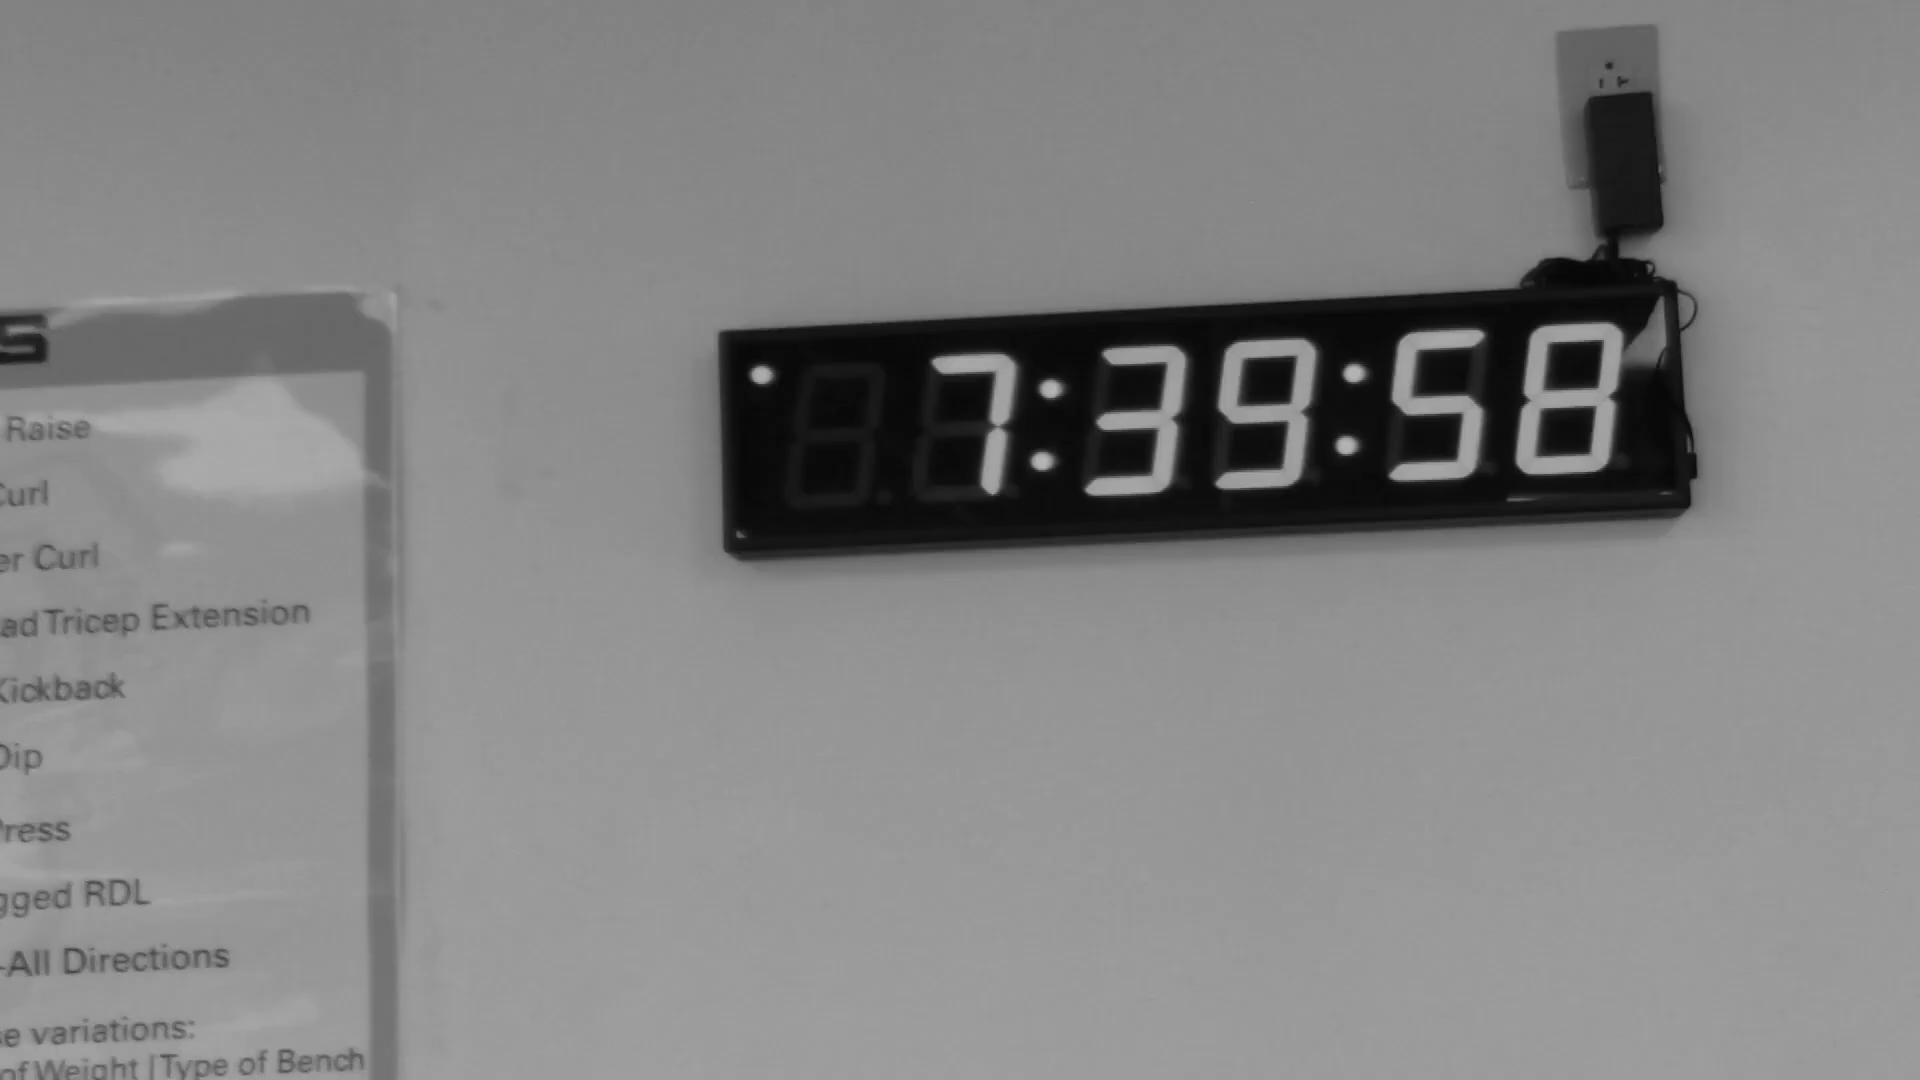 S
Raise
Curl
er Curl
ad Tricep Extension
Kickback
Dip
Press
gged RDL
-All Directions
se variations:
of Weight | Type of Bench
7:39:58